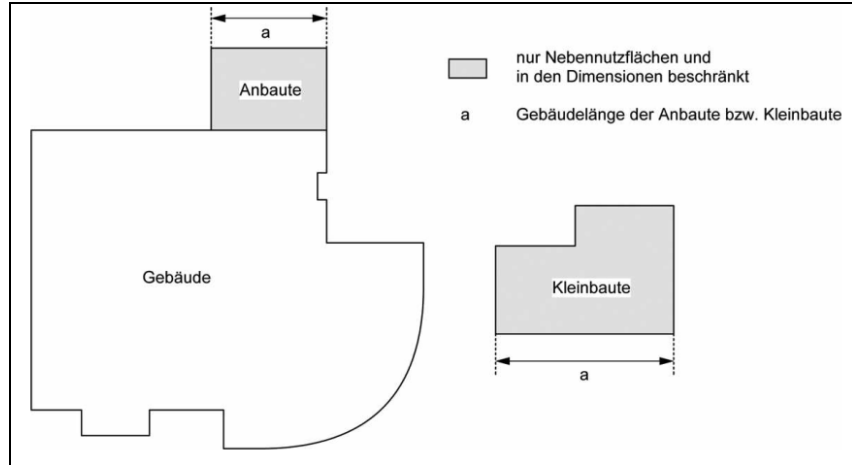 a
Anbaute
nur Nebennutzflächen und
in den Dimensionen beschränkt
a Gebäudelänge der Anbaute bzw. Kleinbaute
Gebäude
Kleinbaute
a